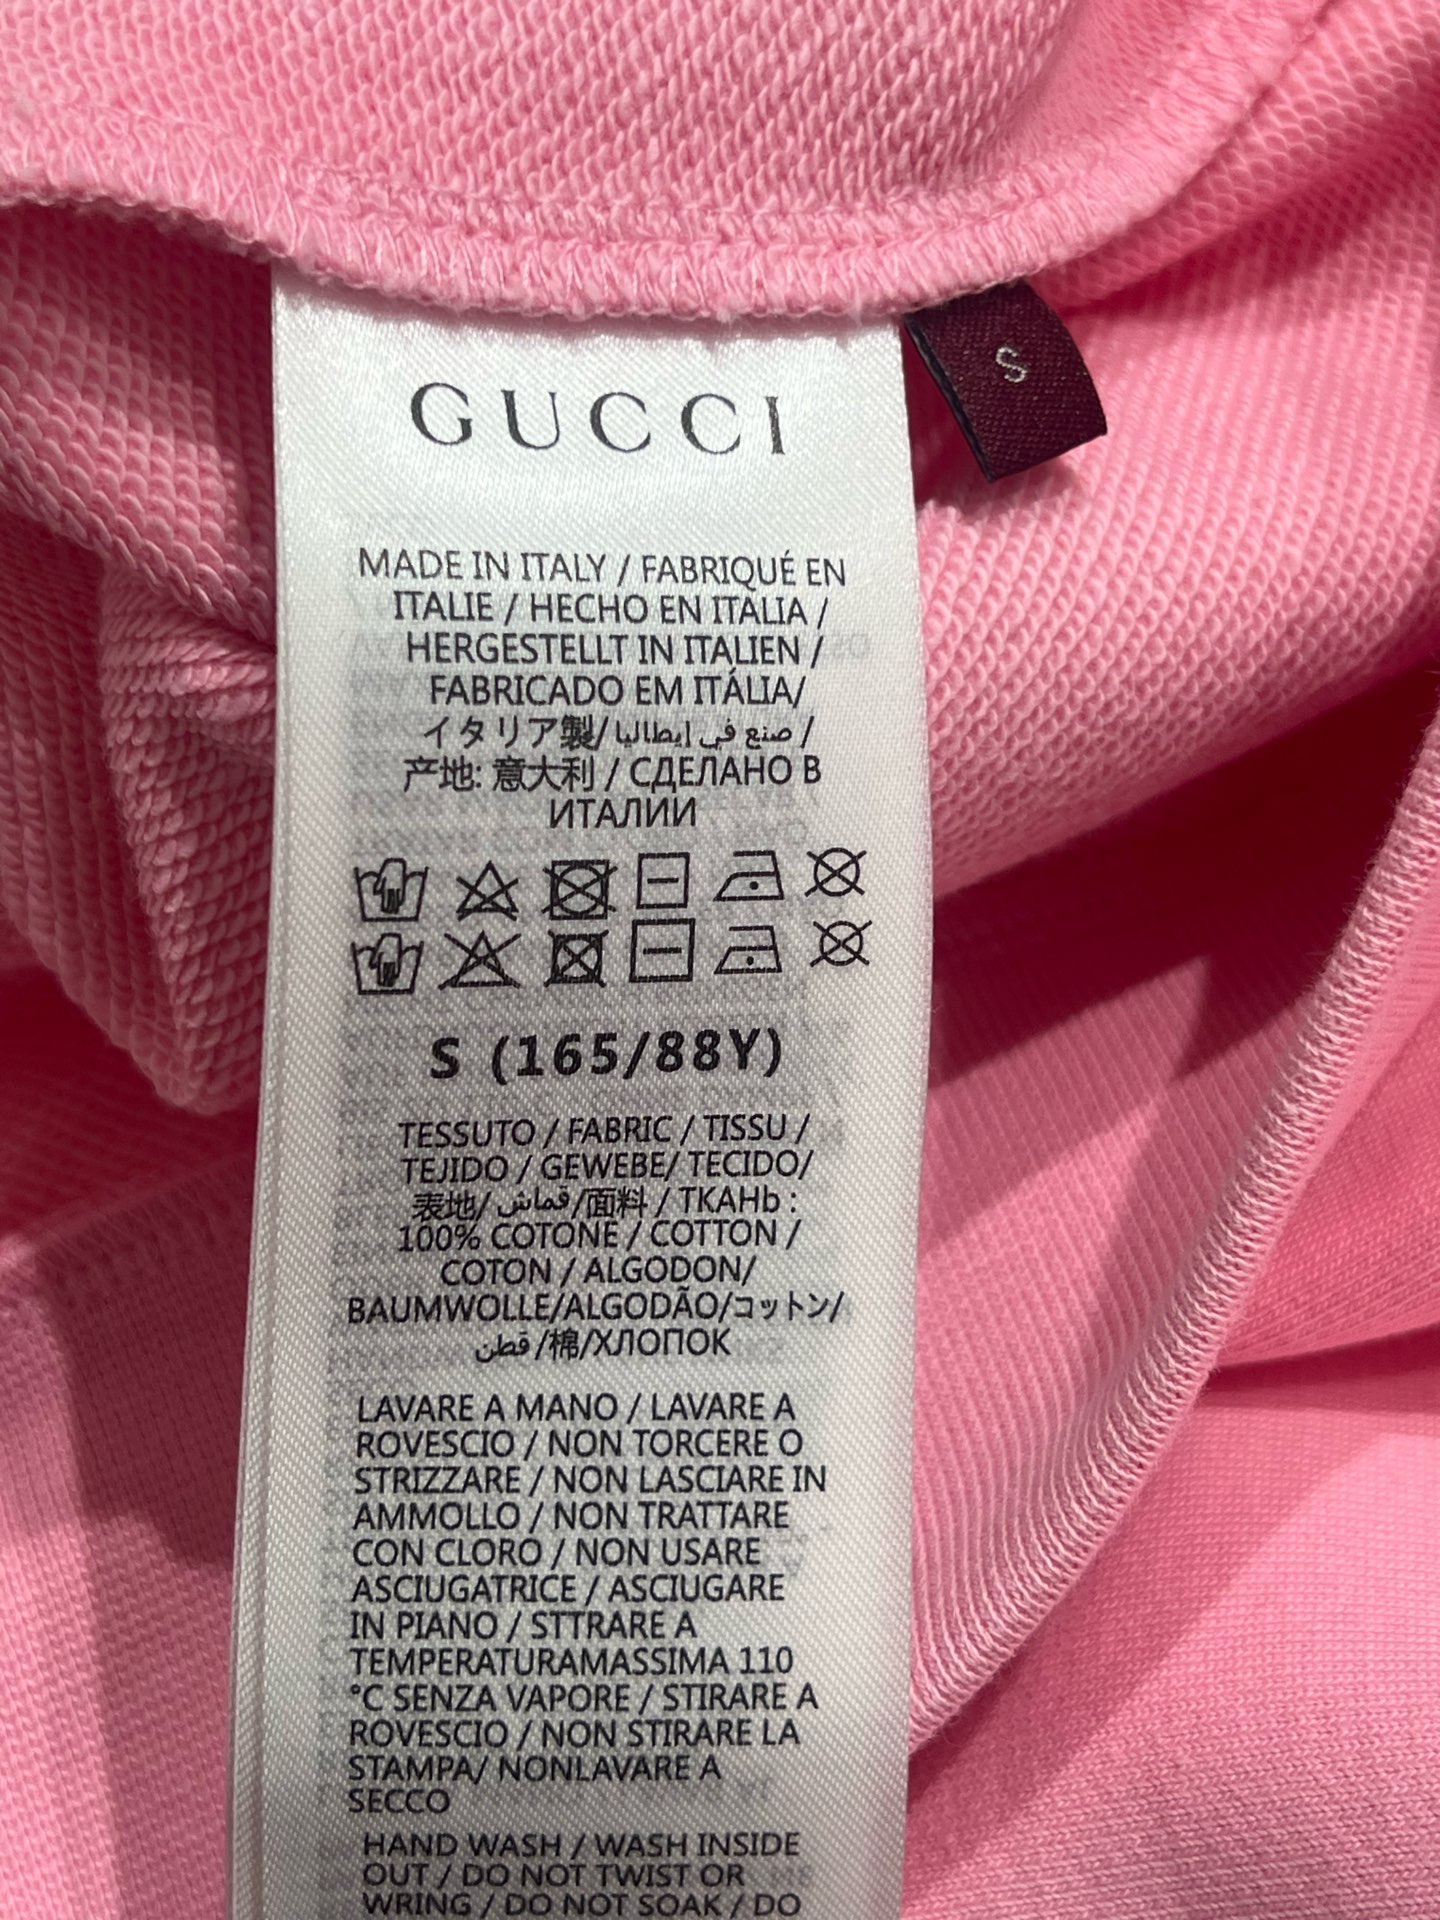 GUCCI
S
MADE IN ITALY / FABRIQUÉ EN
ITALIE / HECHO EN ITALIA /
HERGESTELLT IN ITALIEN /
FABRICADO EM ITÁLIA/
イタリア製/ صنع في إيطاليا /
产地: 意大利 / СДЕЛАНО В
ИТАЛИИ
S (165/88Y)
TESSUTO / FABRIC / TISSU /
TEJIDO / GEWEBE/ TECIDO/
表地/ قماش/面料 / TKAHb :
100% COTONE / COTTON /
COTON / ALGODON/
BAUMWOLLE/ALGODÃO/コットン/
قطن /棉/ХЛОПОК
LAVARE A MANO / LAVARE A
ROVESCIO / NON TORCERE O
STRIZZARE / NON LASCIARE IN
AMMOLLO / NON TRATTARE
CON CLORO / NON USARE
ASCIUGATRICE / ASCIUGARE
IN PIANO / STTRARE A
TEMPERATURAMASSIMA 110
°C SENZA VAPORE / STIRARE A
ROVESCIO / NON STIRARE LA
STAMPA/ NONLAVARE A
SECCO
HAND WASH / WASH INSIDE
OUT / DO NOT TWIST OR
WRING / DO NOT SOAK / DO